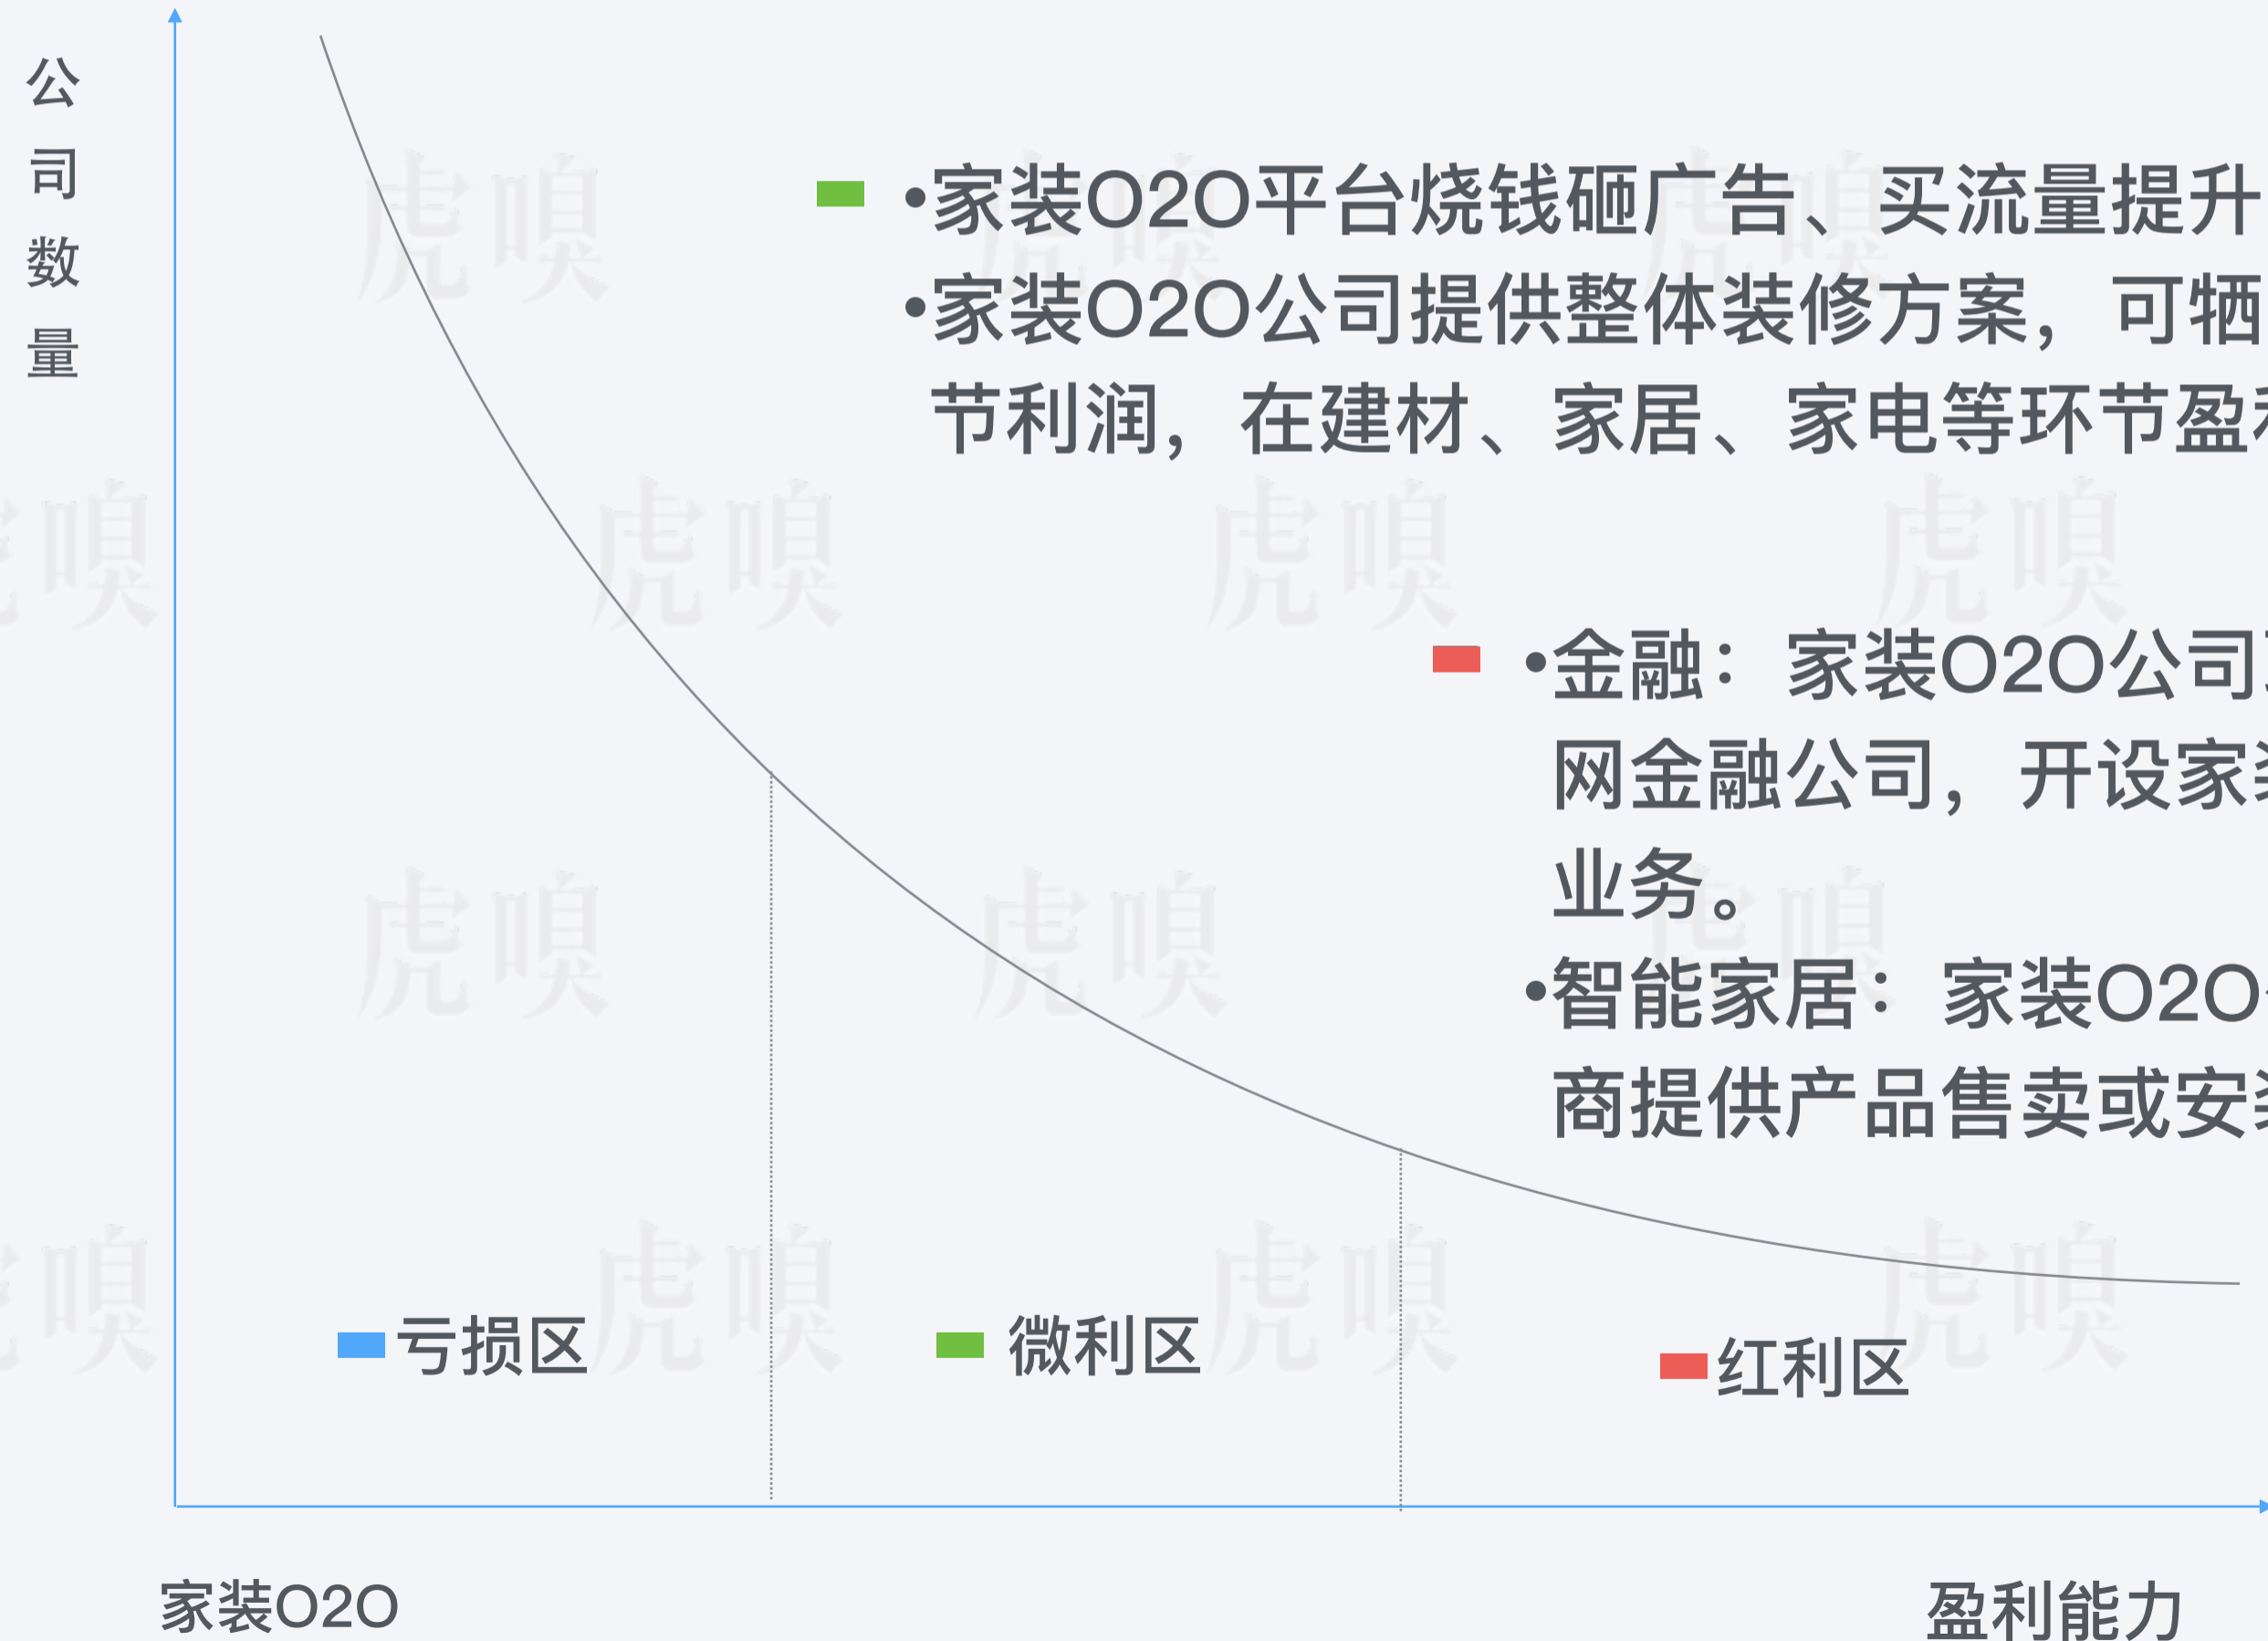 公
司
数
量
•家装O2O平台烧钱砸广告、买流量提升
•家装O2O公司提供整体装修方案，可牺
节利润，在建材、家居、家电等环节盈利
•金融：家装O2O公司
网金融公司，开设家装
业务。
•智能家居：家装O2O
商提供产品售卖或安装
亏损区
微利区
红利区
家装O2O
盈利能力
虎嗅